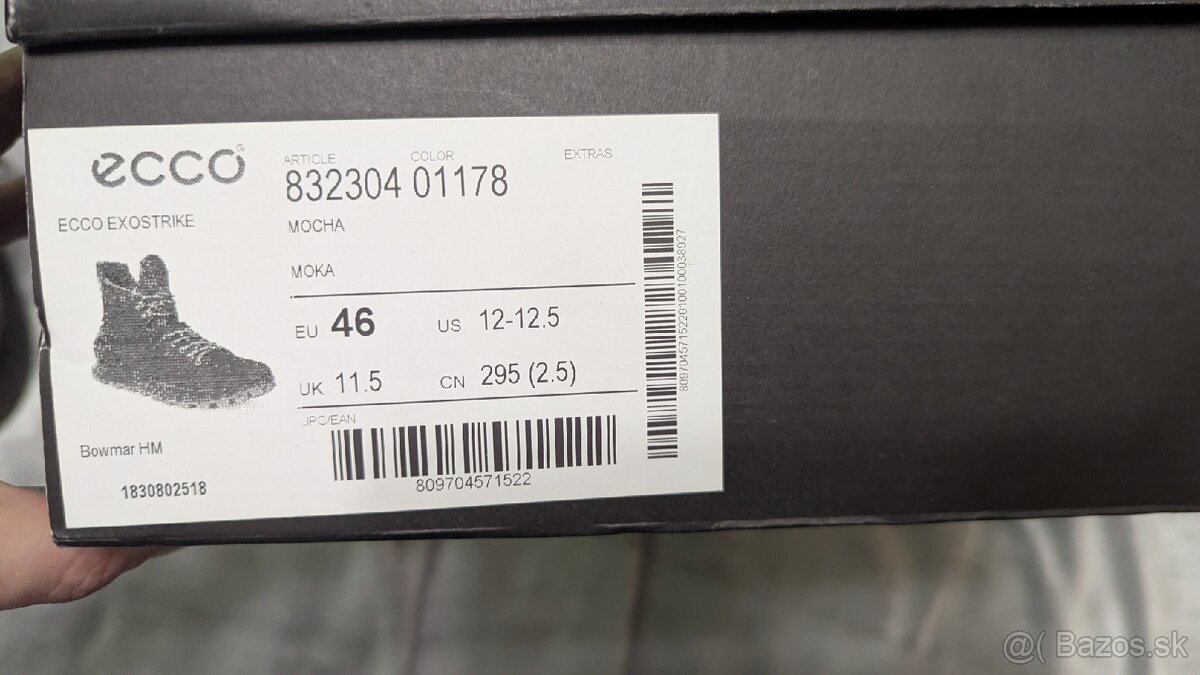 ecco
ECCO EXOSTRIKE
ARTICLE COLOR EXTRAS
832304 01178
MOCHA
MOKA
EU 46 US 12-12.5
UK 11.5 CN 295 (2.5)
UPC/EAN
809704571522
Bowmar HM
1830802518
80970457152220100100038927
@( Bazos.sk